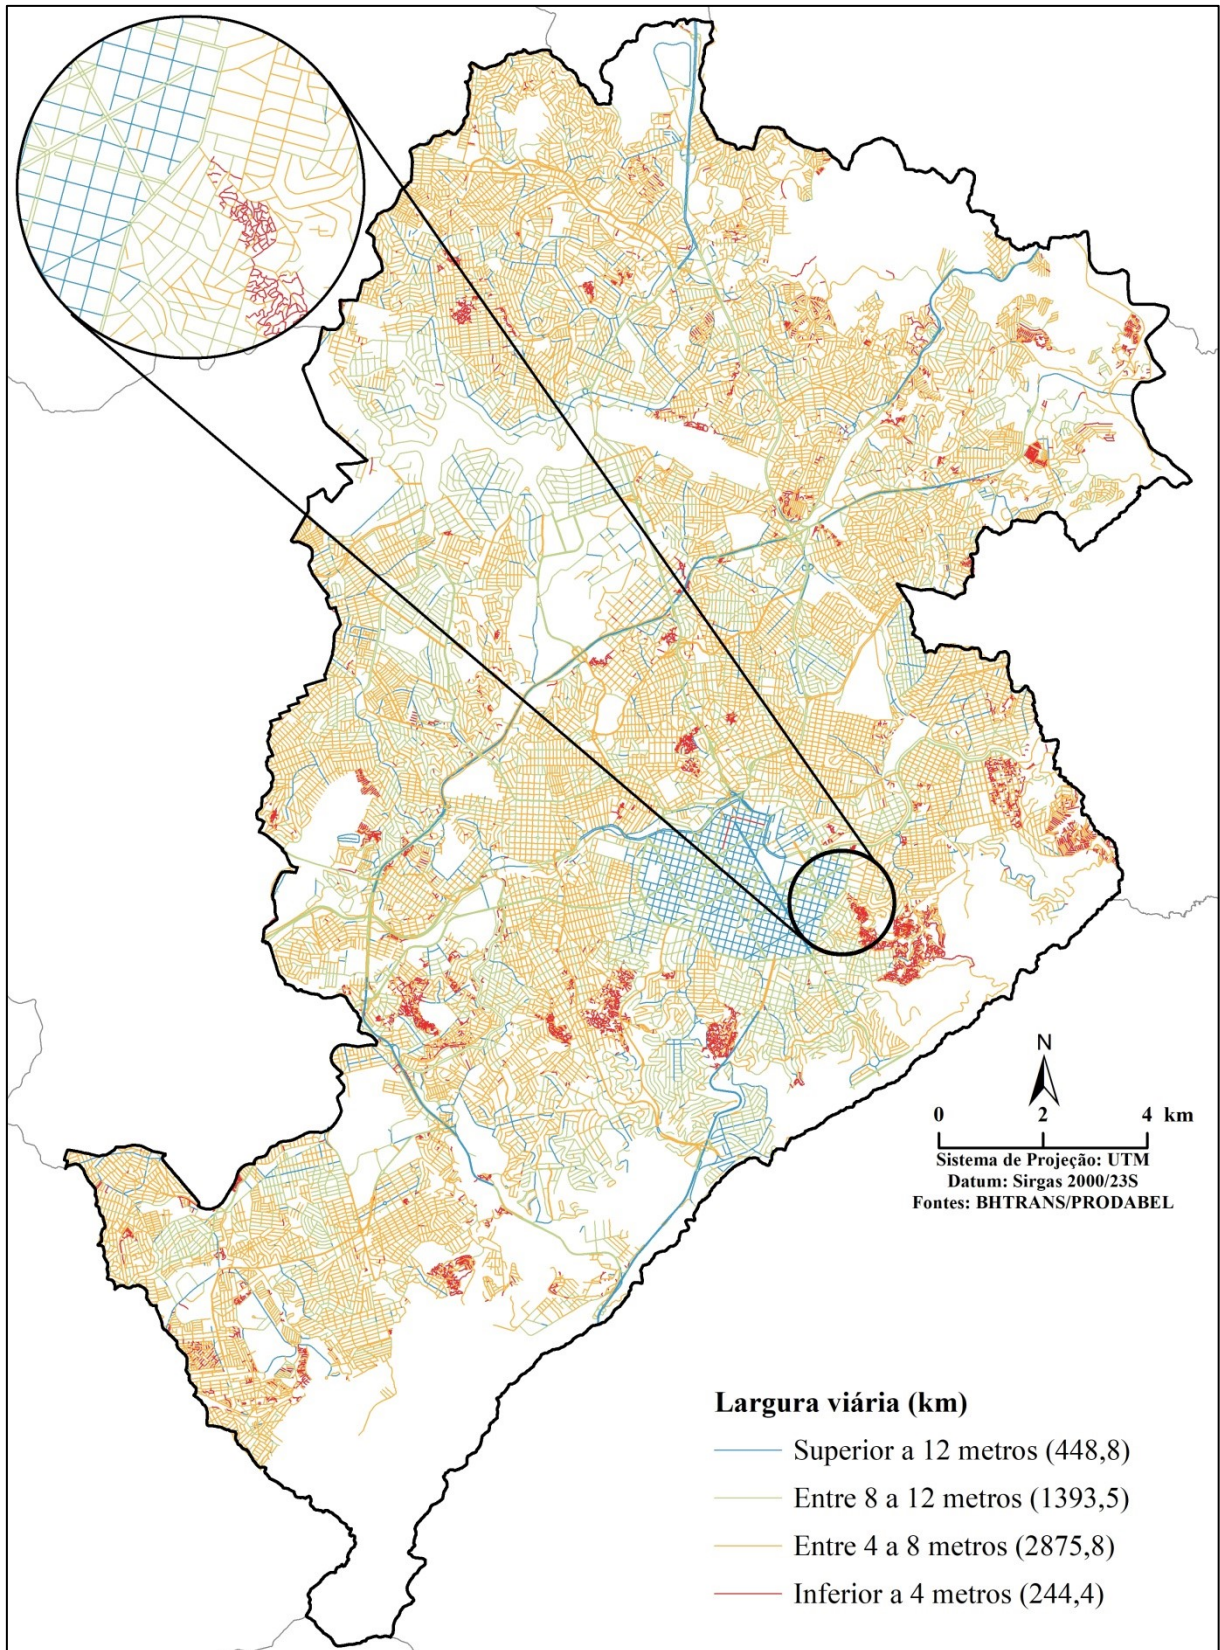 N
0 2 4 km
Sistema de Projeção: UTM
Datum: Sirgas 2000/23S
Fontes: BHTRANS/PRODABEL
Largura viária (km)
Superior a 12 metros (448,8)
Entre 8 a 12 metros (1393,5)
Entre 4 a 8 metros (2875,8)
Inferior a 4 metros (244,4)